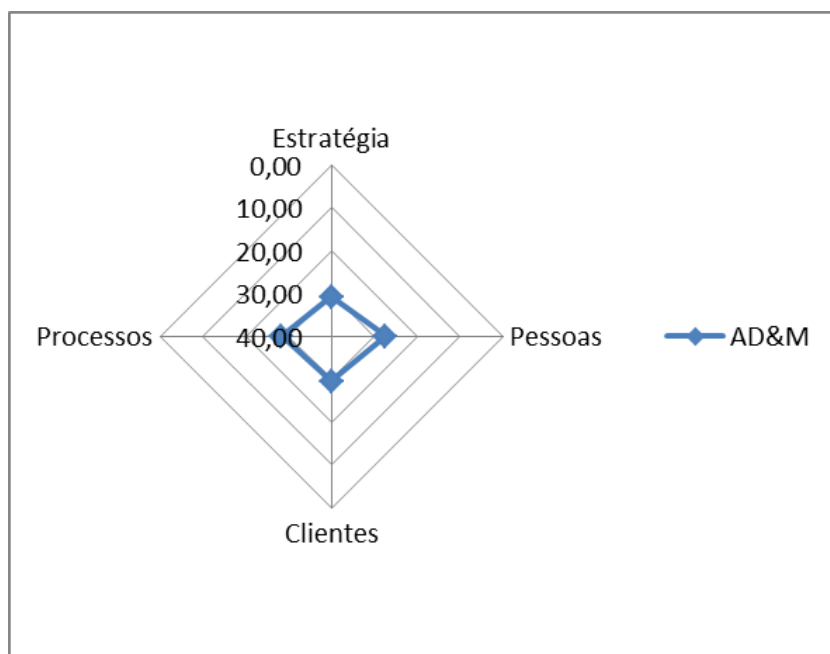 Estratégia
0,00
10,00
20,00
30,00
Processos
40,00
Pessoas
AD&M
Clientes